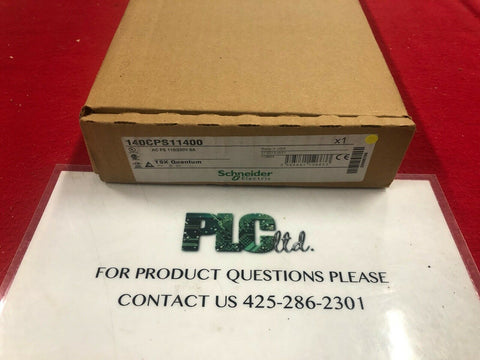 140CPS11400
x1
AC PS 115/230V 8A
TSX Quantum
CE
Schneider
Electric
PLC ltd.
FOR PRODUCT QUESTIONS PLEASE
CONTACT US 425-286-2301